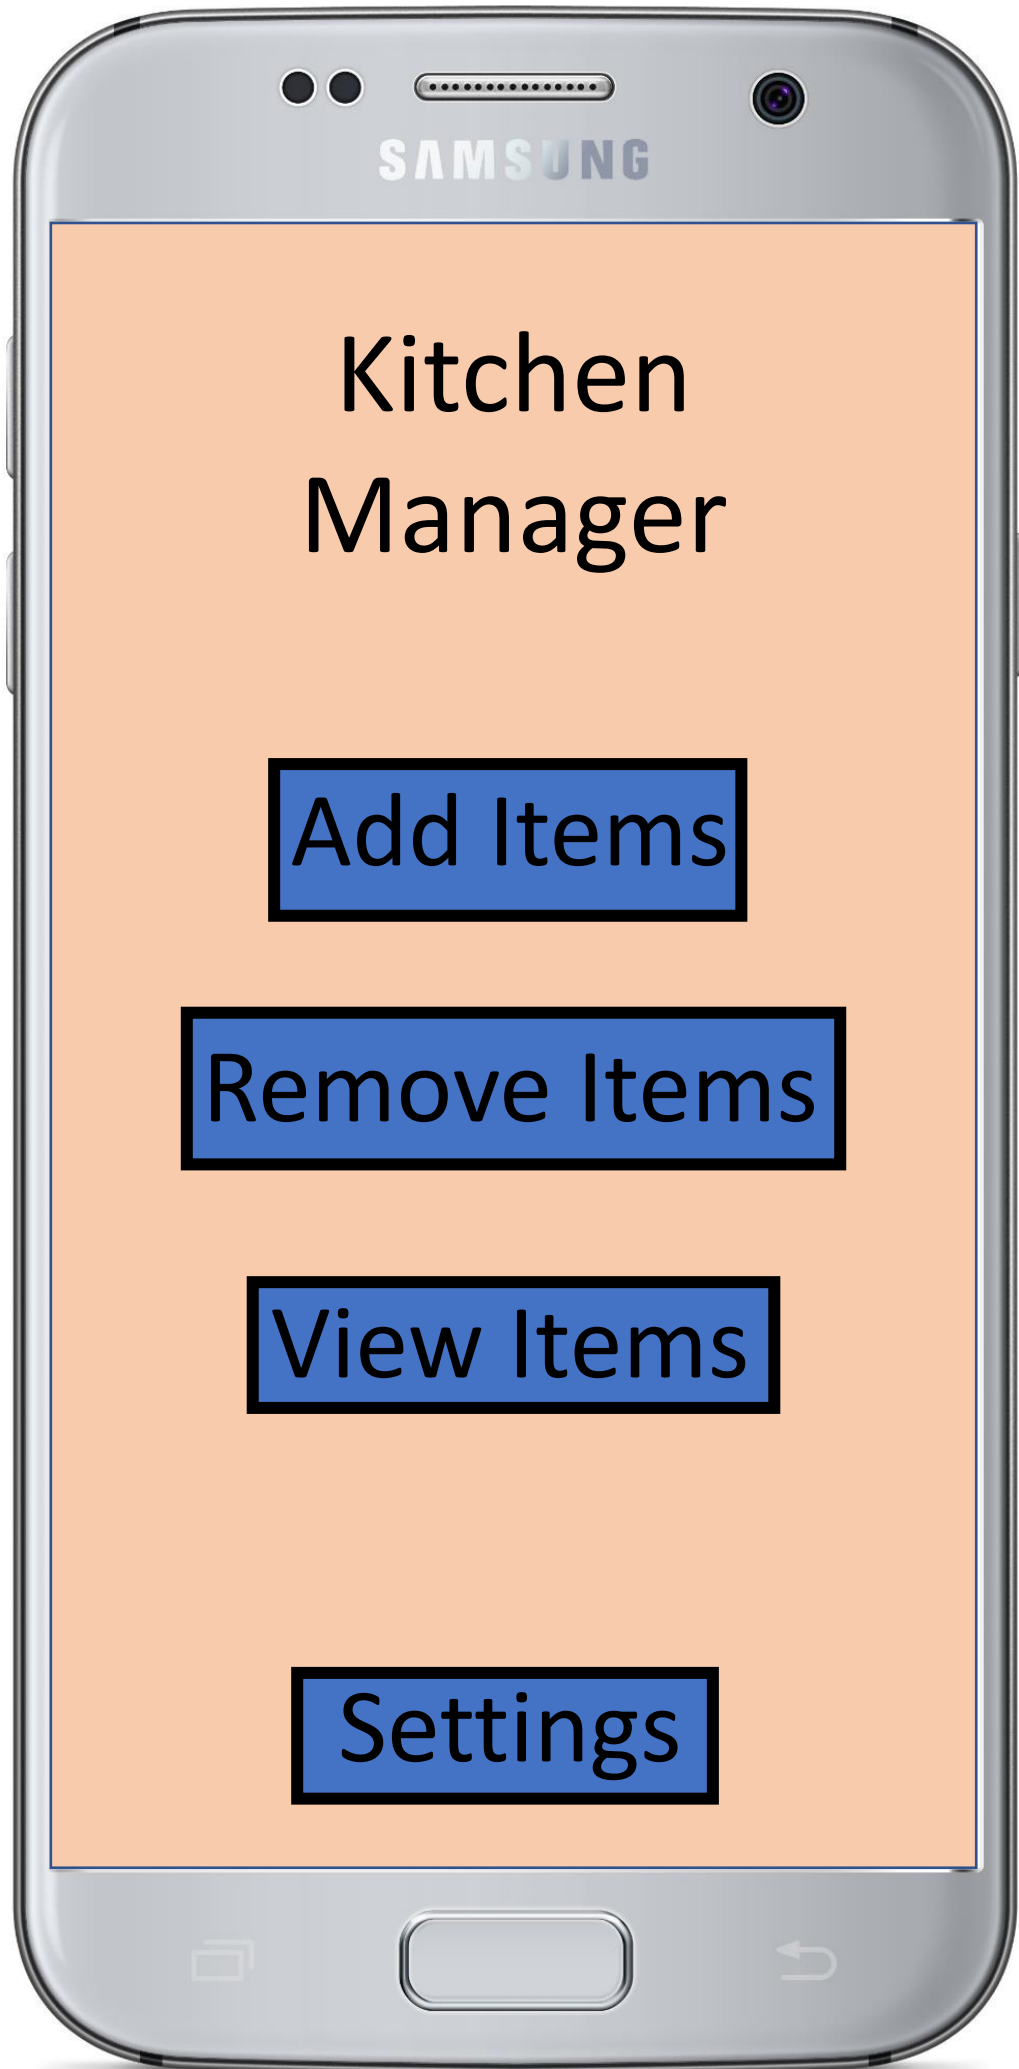 SAMSUNG
Kitchen
Manager
Add Items
Remove Items
View Items
Settings